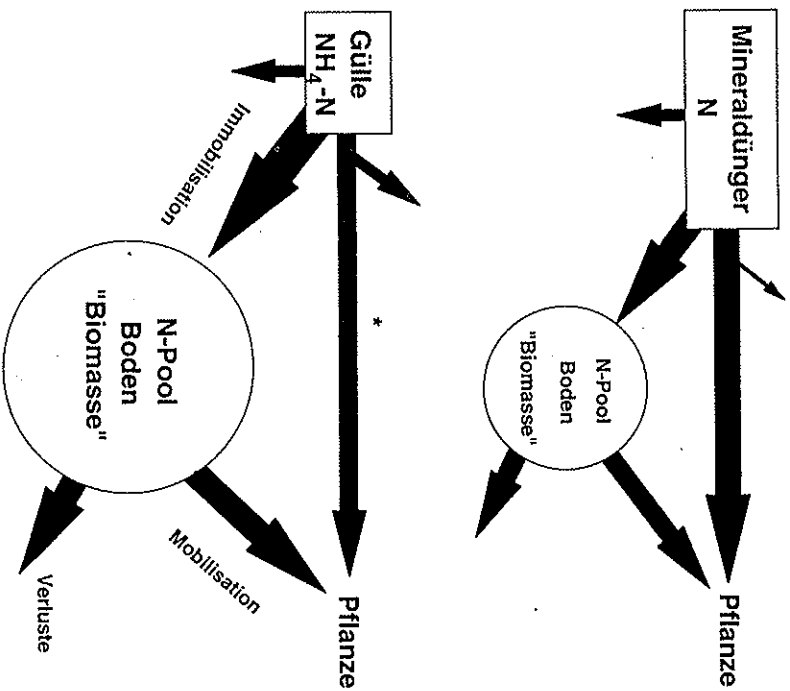 Mineraldünger
N
N-Pool
Boden
"Biomasse"
Pflanze
Gülle
NH4-N
Immobilisation
*
N-Pool
Boden
"Biomasse"
Mobilisation
Verluste
Pflanze